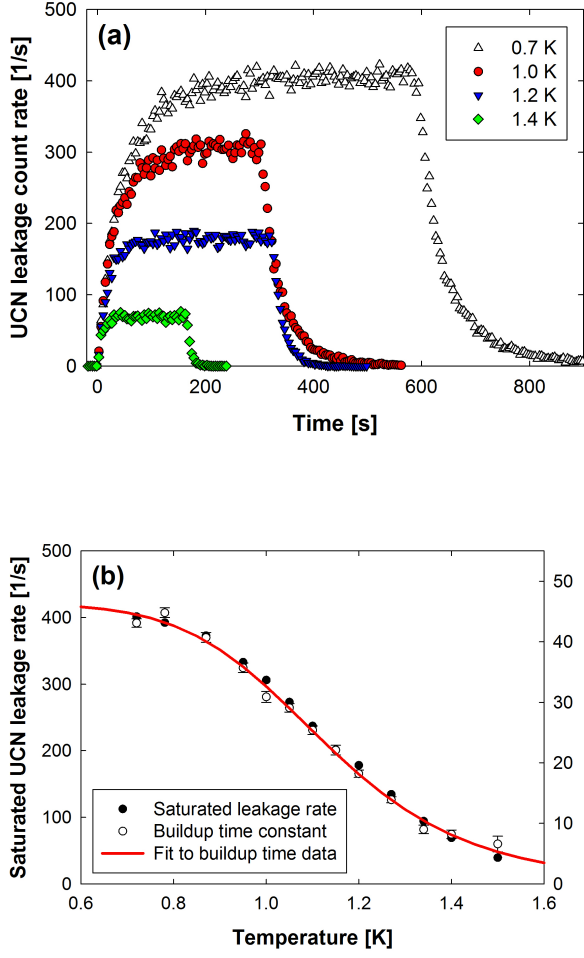 (a)
500
400
300
200
100
0
UCN leakage count rate [1/s]
0.7 K
1.0 K
1.2 K
1.4 K
0 200 400 600 800
Time [s]
(b)
500
400
300
200
100
0
Saturated UCN leakage rate [1/s]
50
40
30
20
10
0
Saturated leakage rate
Buildup time constant
Fit to buildup time data
0.6 0.8 1.0 1.2 1.4 1.6
Temperature [K]